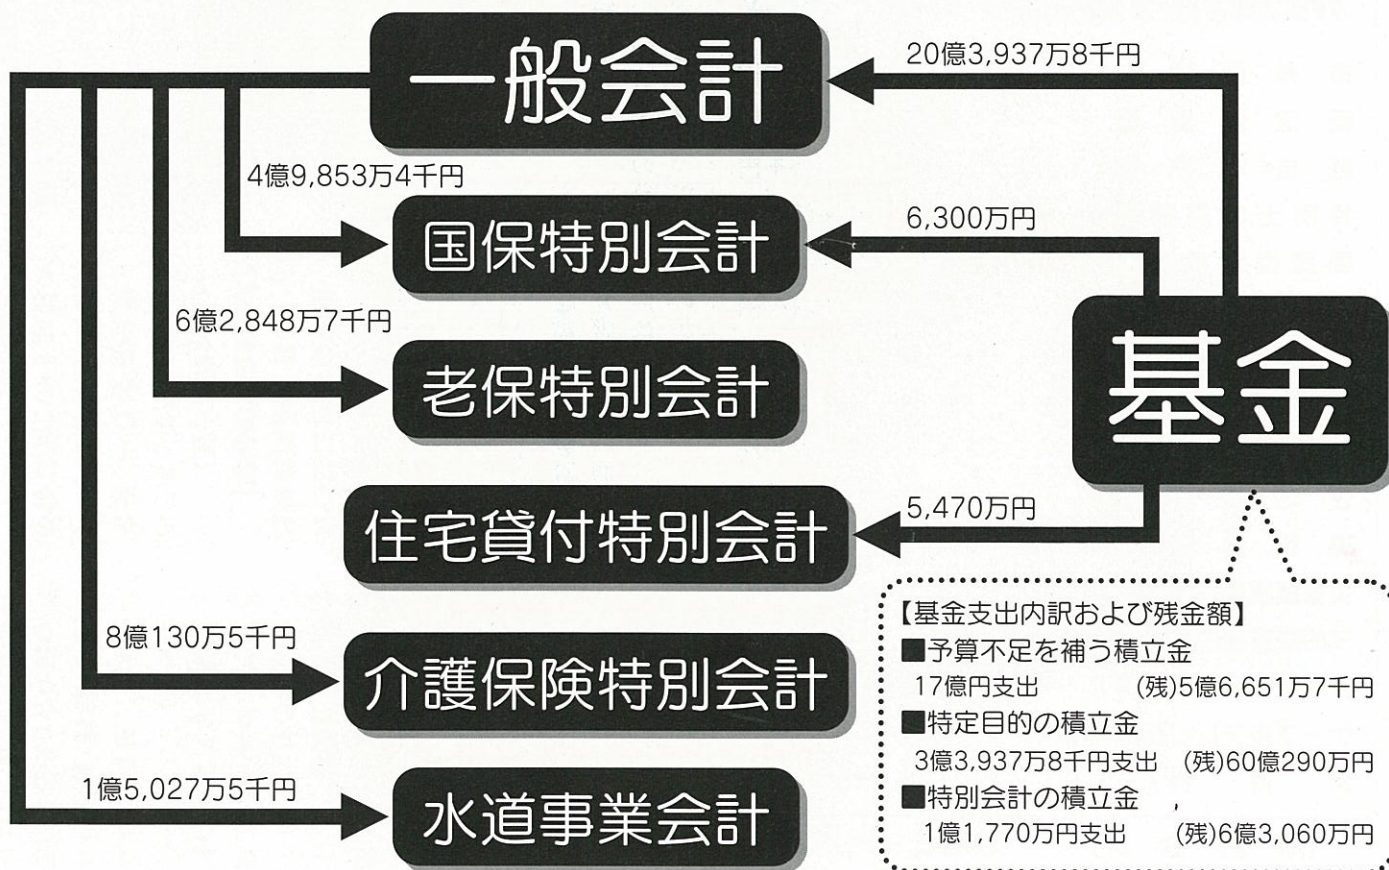 一般会計
20億3,937万8千円
4億9,853万4千円
国保特別会計
6,300万円
6億2,848万7千円
老保特別会計
基金
住宅貸付特別会計
5,470万円
8億130万5千円
介護保険特別会計
1億5,027万5千円
水道事業会計
【基金支出内訳および残金額】
■予算不足を補う積立金
17億円支出 (残)5億6,651万7千円
■特定目的の積立金
3億3,937万8千円支出 (残)60億290万円
■特別会計の積立金
1億1,770万円支出 (残)6億3,060万円